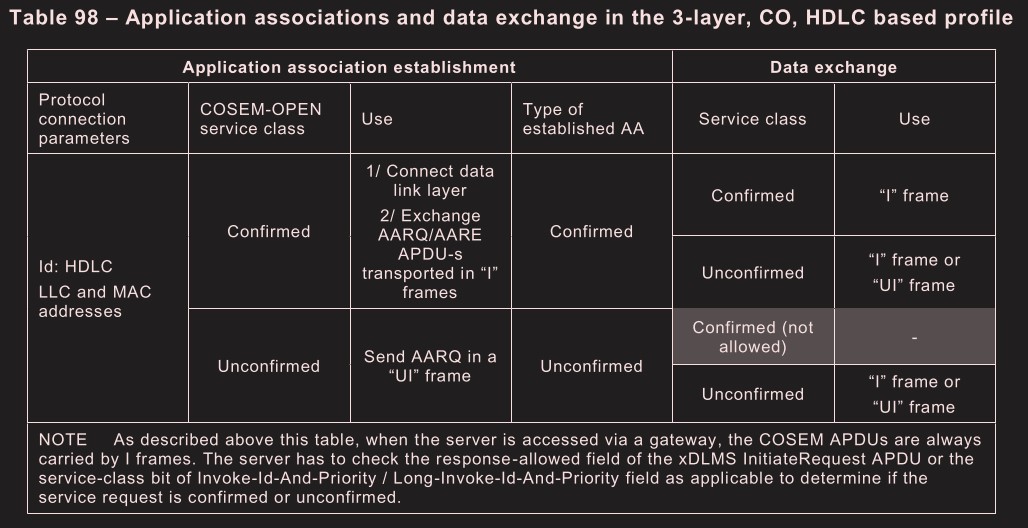 Table 98 – Application associations and data exchange in the 3-layer, CO, HDLC based profile
Application association establishment
Data exchange
Protocol
connection
parameters
COSEM-OPEN
service class
Use
Type of
established AA
Service class
Use
Id: HDLC
LLC and MAC
addresses
Confirmed
1/ Connect data
link layer
2/ Exchange
AARQ/AARE
APDU-s
transported in “I”
frames
Confirmed
Confirmed
“I” frame
Unconfirmed
“I” frame or
“UI” frame
Unconfirmed
Send AARQ in a
“UI” frame
Unconfirmed
Confirmed (not
allowed)
-
Unconfirmed
“I” frame or
“UI” frame
NOTE As described above this table, when the server is accessed via a gateway, the COSEM APDUs are always
carried by I frames. The server has to check the response-allowed field of the xDLMS InitiateRequest APDU or the
service-class bit of Invoke-Id-And-Priority / Long-Invoke-Id-And-Priority field as applicable to determine if the
service request is confirmed or unconfirmed.